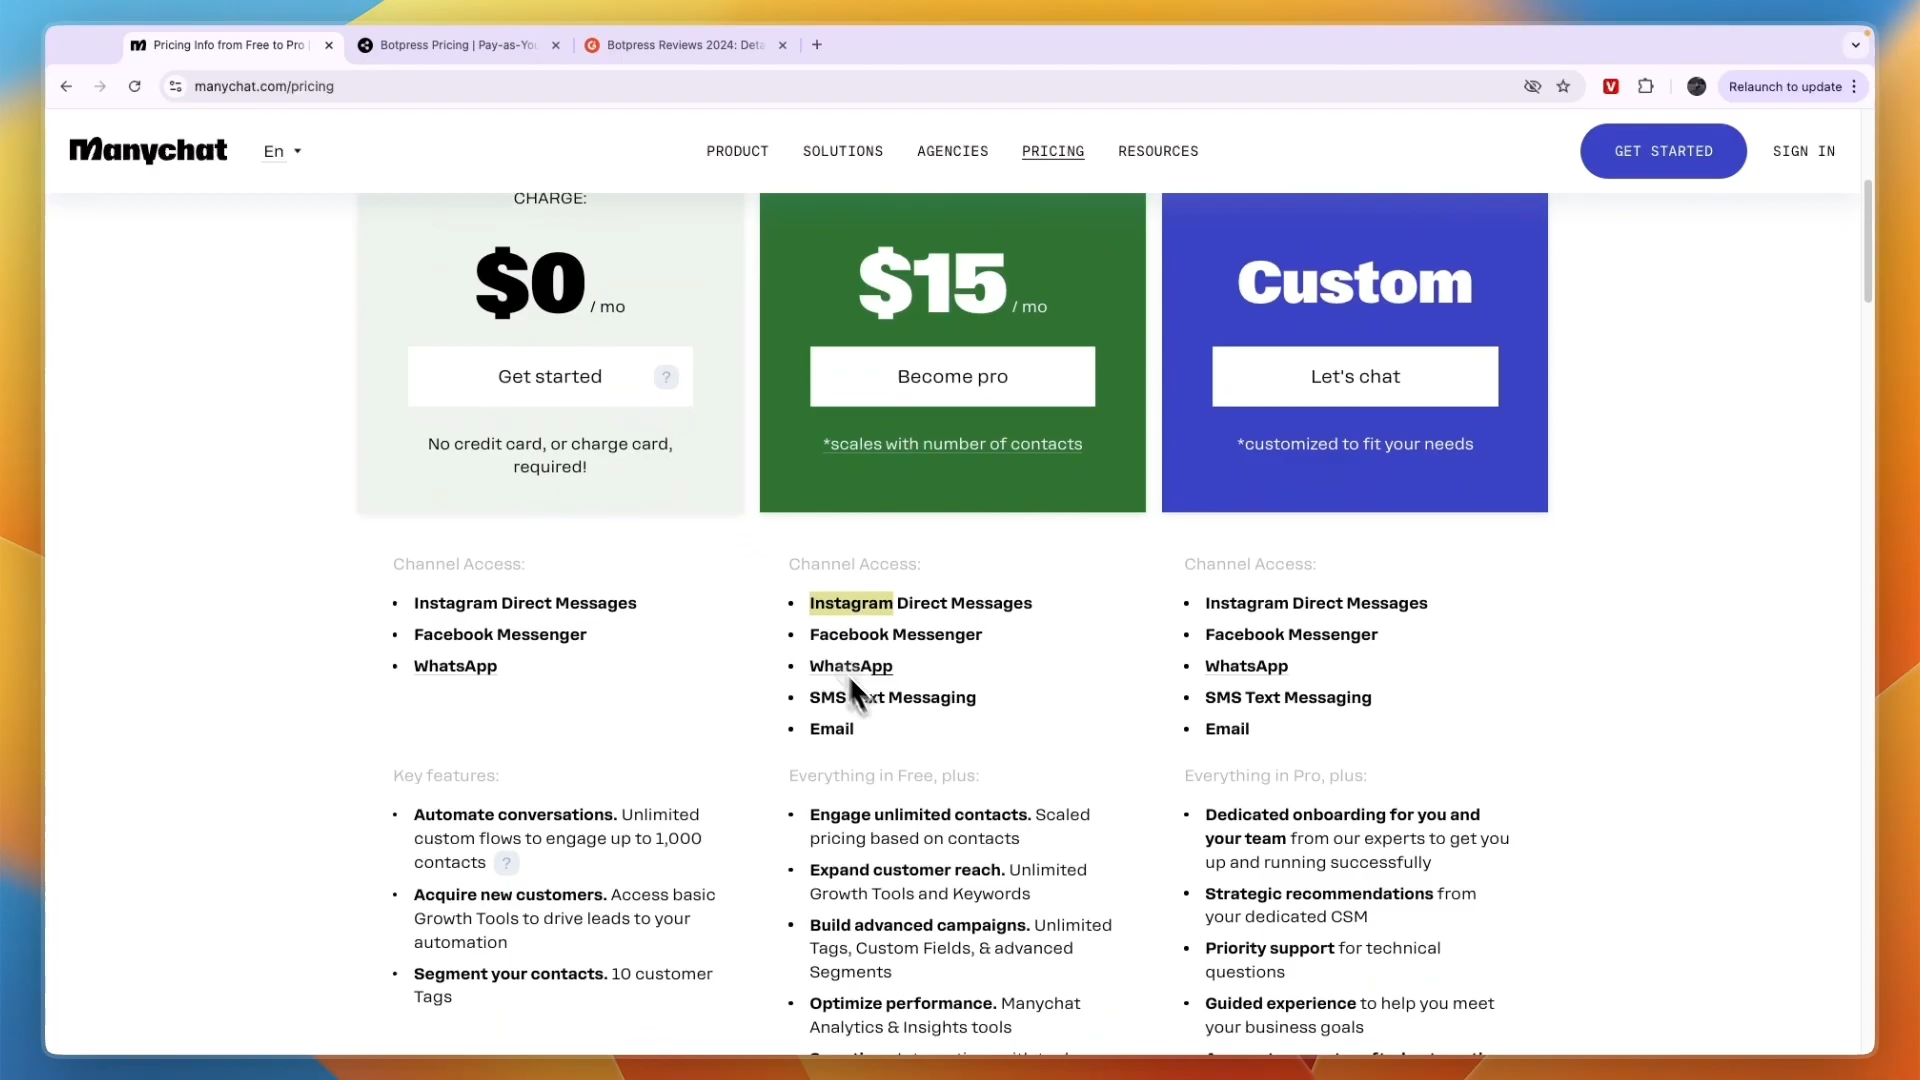 Pricing Info from Free to Pro
Botpress Pricing | Pay-as-You
Botpress Reviews 2024: Deta
manychat.com/pricing
Relaunch to update
Manychat
En
PRODUCT
SOLUTIONS
AGENCIES
PRICING
RESOURCES
GET STARTED
SIGN IN
CHARGE:
$0 / mo
Get started ?
No credit card, or charge card,
required!
$15 / mo
Become pro
*scales with number of contacts
Custom
Let's chat
*customized to fit your needs
Channel Access:
• Instagram Direct Messages
• Facebook Messenger
• WhatsApp
Key features:
• Automate conversations. Unlimited
custom flows to engage up to 1,000
contacts ?
• Acquire new customers. Access basic
Growth Tools to drive leads to your
automation
• Segment your contacts. 10 customer
Tags
Channel Access:
• Instagram Direct Messages
• Facebook Messenger
• WhatsApp
• SMS Text Messaging
• Email
Everything in Free, plus:
• Engage unlimited contacts. Scaled
pricing based on contacts
• Expand customer reach. Unlimited
Growth Tools and Keywords
• Build advanced campaigns. Unlimited
Tags, Custom Fields, & advanced
Segments
• Optimize performance. Manychat
Analytics & Insights tools
Channel Access:
• Instagram Direct Messages
• Facebook Messenger
• WhatsApp
• SMS Text Messaging
• Email
Everything in Pro, plus:
• Dedicated onboarding for you and
your team from our experts to get you
up and running successfully
• Strategic recommendations from
your dedicated CSM
• Priority support for technical
questions
• Guided experience to help you meet
your business goals